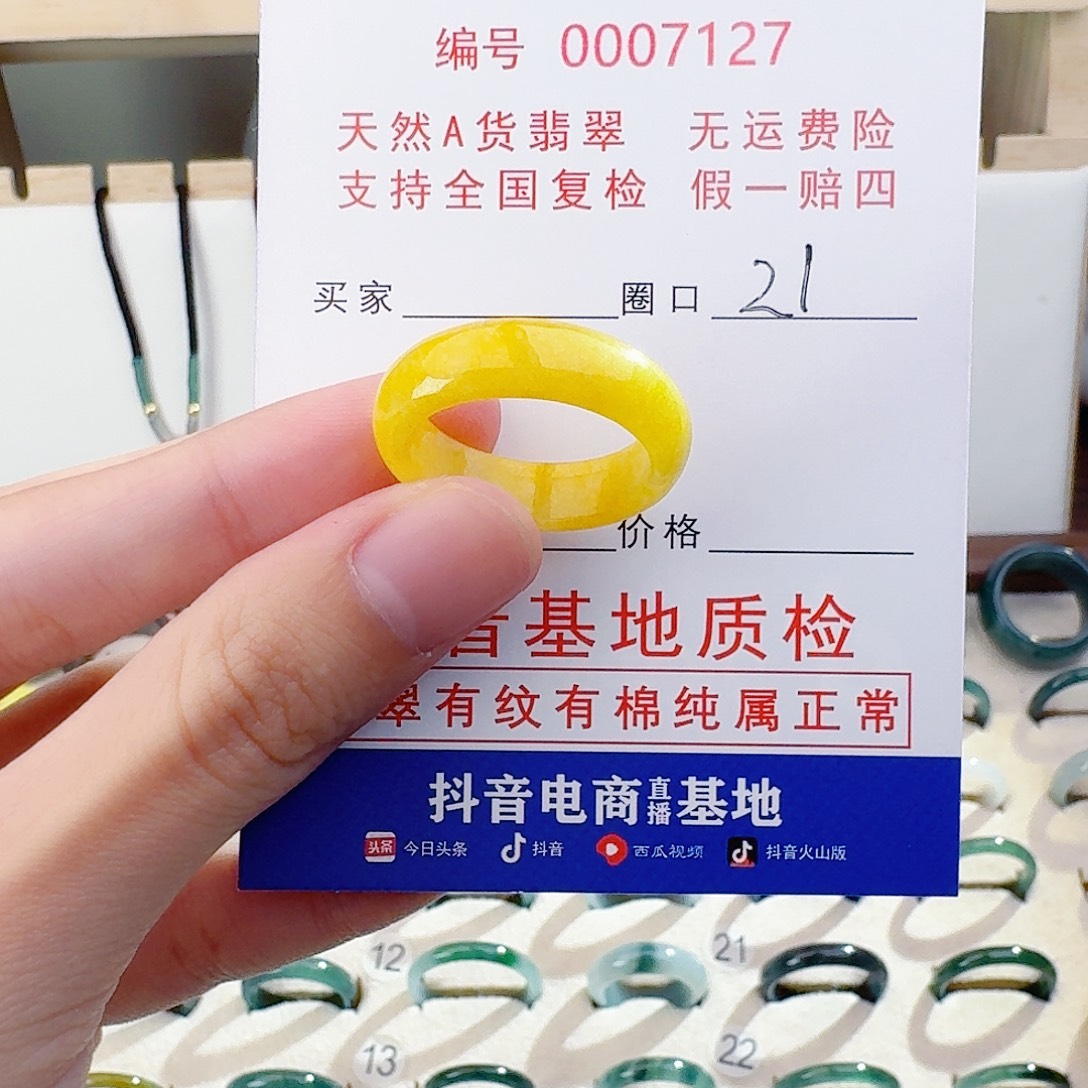 编号 0007127
天然A货翡翠 无运费险
支持全国复检 假一赔四
买家 圈口 21
价格
音基地质检
翠有纹有棉纯属正常
抖音电商直播基地
头条 今日头条 抖音 西瓜视频 抖音火山版
12 21
13 22